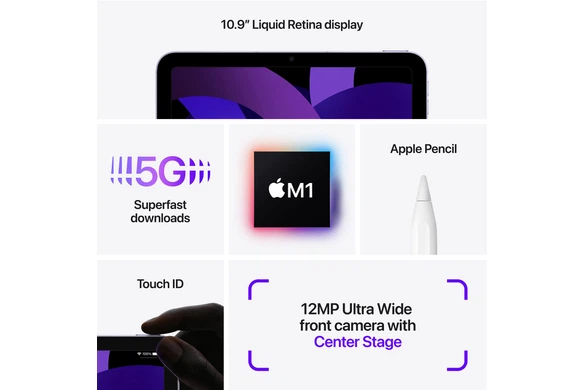 10.9” Liquid Retina display
5G
Superfast
downloads
M1
Apple Pencil
Touch ID
100%
12MP Ultra Wide
front camera with
Center Stage